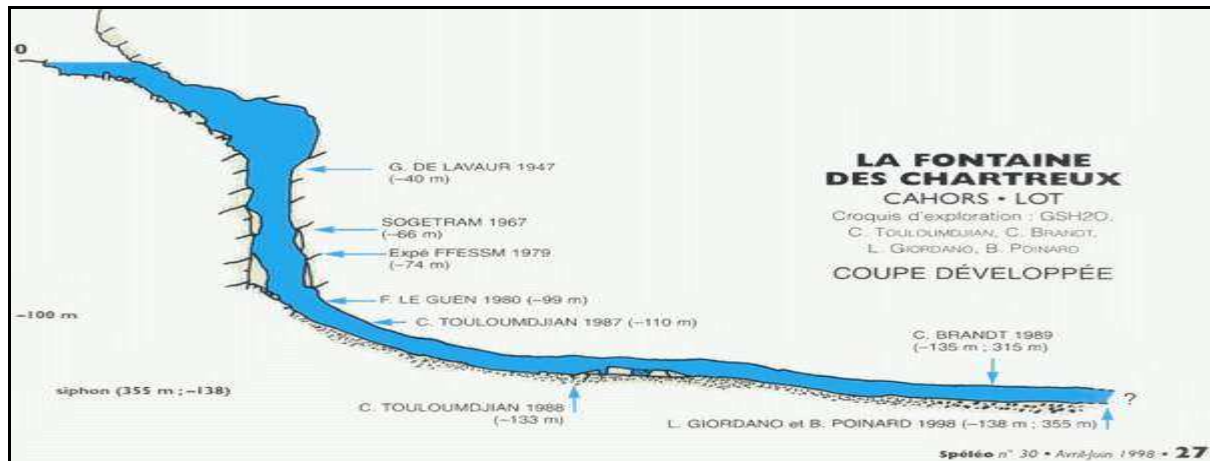 0
G. DE LAVAUR 1947
(–40 m)
SOGETRAM 1967
(–66 m)
Expé FFESSM 1979
(–74 m)
F. LE GUEN 1980 (–99 m)
–100 m
C. TOULOUMDJIAN 1987 (–110 m)
LA FONTAINE
DES CHARTREUX
CAHORS • LOT
Croquis d'exploration : GSH2O,
C. TOULOUMDJIAN, C. BRANDT,
L. GIORDANO, B. POINARD
COUPE DÉVELOPPÉE
C. BRANDT 1989
(–135 m ; 315 m)
siphon (355 m ; –138)
?
C. TOULOUMDJIAN 1988
(–133 m)
L. GIORDANO et B. POINARD 1998 (–138 m ; 355 m)
Spéléo n° 30 • Avril-Juin 1998 • 27